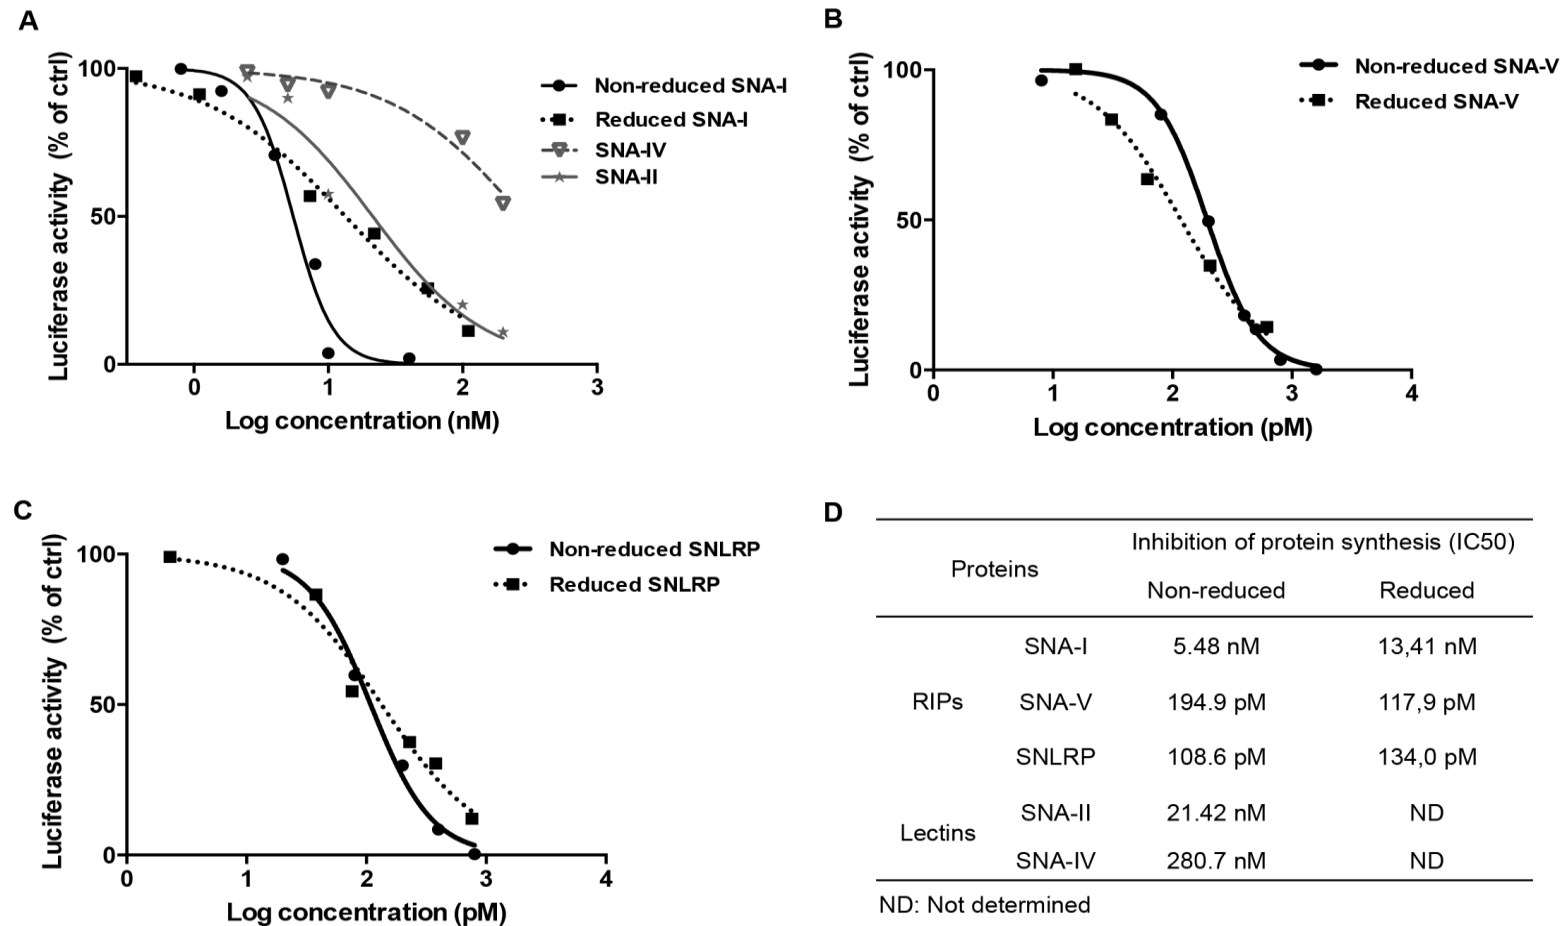 A
Luciferase activity (% of ctrl)
100
50
0
0 1 2 3
Log concentration (nM)
Non-reduced SNA-I
Reduced SNA-I
SNA-IV
SNA-II
B
Luciferase activity (% of ctrl)
100
50
0
0 1 2 3 4
Log concentration (pM)
Non-reduced SNA-V
Reduced SNA-V
C
Luciferase activity (% of ctrl)
100
50
0
0 1 2 3 4
Log concentration (pM)
Non-reduced SNLRP
Reduced SNLRP
D
Proteins Inhibition of protein synthesis (IC50)
Non-reduced Reduced
RIPs SNA-I 5.48 nM 13,41 nM
SNA-V 194.9 pM 117,9 pM
SNLRP 108.6 pM 134,0 pM
Lectins SNA-II 21.42 nM ND
SNA-IV 280.7 nM ND
ND: Not determined